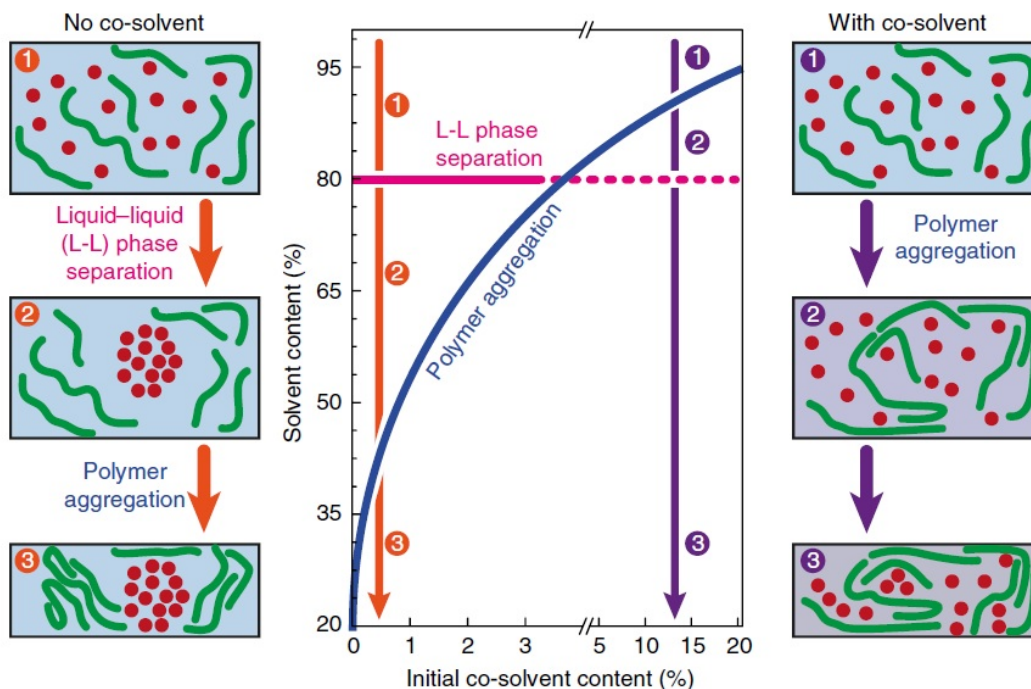 No co-solvent
1
Liquid–liquid
(L-L) phase
separation
2
Polymer
aggregation
3
Solvent content (%)
95
80
65
50
35
20
1
2
3
L-L phase
separation
Polymer aggregation
1
2
3
0
1
2
3
5
10
15
20
Initial co-solvent content (%)
With co-solvent
1
Polymer
aggregation
2
3